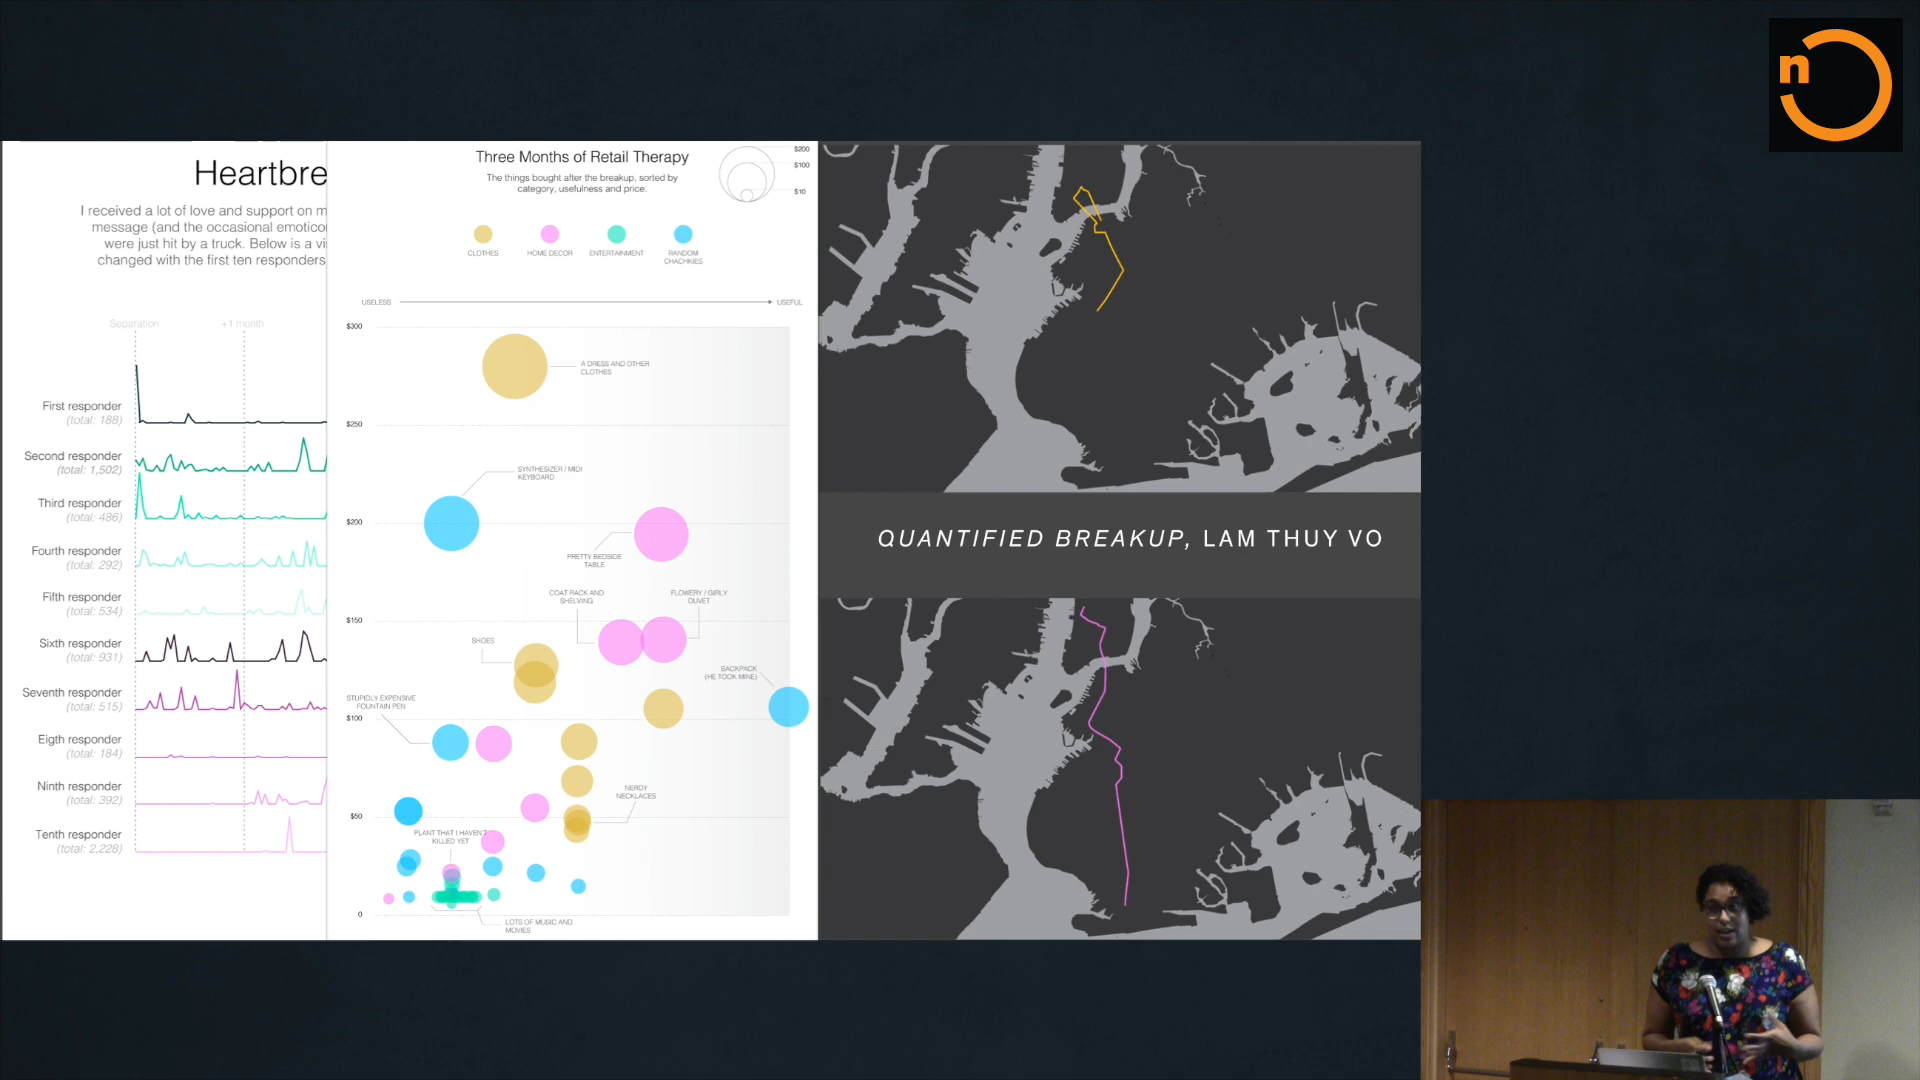 n
Heartbre
I received a lot of love and support on m
message (and the occasional emotico
were just hit by a truck. Below is a vi
changed with the first ten responders
Separation
+1 month
First responder
(total: 188)
Second responder
(total: 1,502)
Third responder
(total: 486)
Fourth responder
(total: 292)
Fifth responder
(total: 534)
Sixth responder
(total: 931)
Seventh responder
(total: 515)
Eigth responder
(total: 184)
Ninth responder
(total: 392)
Tenth responder
(total: 2,228)
Three Months of Retail Therapy
The things bought after the breakup, sorted by
category, usefulness and price.
$200
$100
$10
CLOTHES
HOME DECOR
ENTERTAINMENT
RANDOM
CHACHKIES
USELESS
USEFUL
$300
A DRESS AND OTHER
CLOTHES
$250
SYNTHESIZER / MIDI
KEYBOARD
$200
PRETTY BEDSIDE
TABLE
COAT RACK AND
SHELVING
FLOWERY / GIRLY
DUVET
$150
SHOES
BACKPACK
(HE TOOK MINE)
STUPIDLY EXPENSIVE
FOUNTAIN PEN
$100
NERDY
NECKLACES
$50
PLANT THAT I HAVEN'T
KILLED YET
0
LOTS OF MUSIC AND
MOVIES
QUANTIFIED BREAKUP, LAM THUY VO